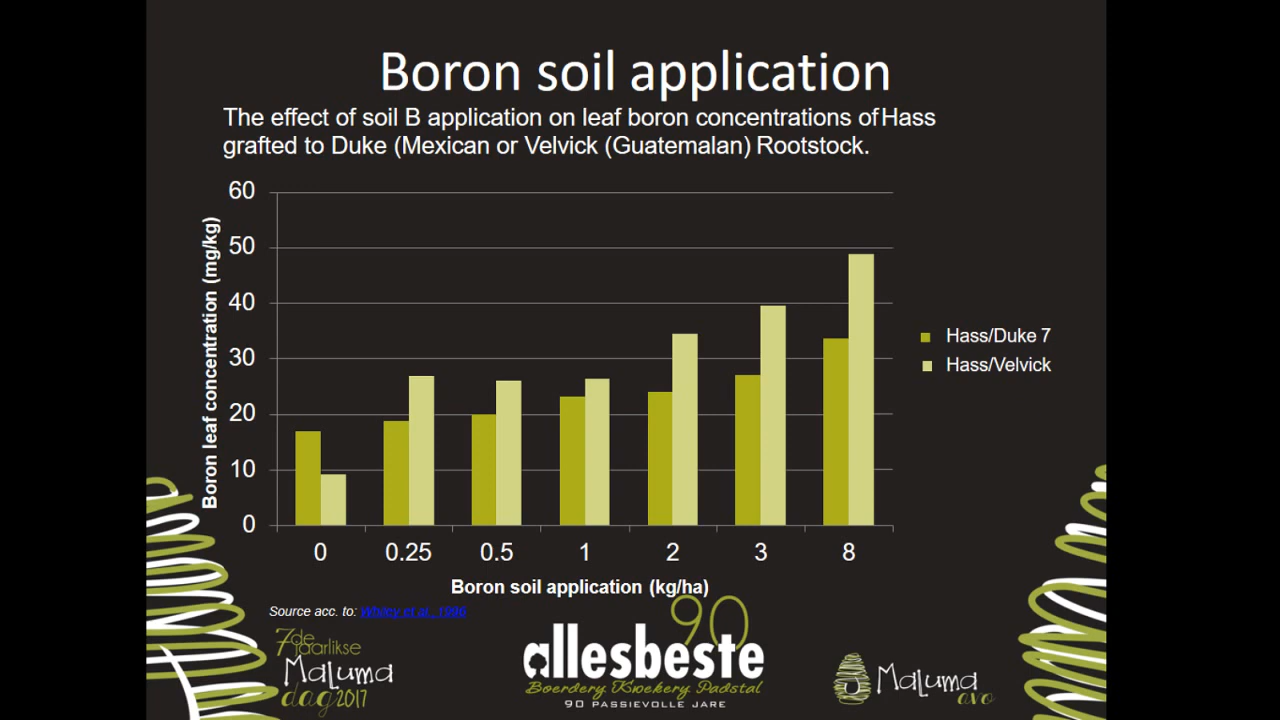 Boron soil application
The effect of soil B application on leaf boron concentrations of Hass
grafted to Duke (Mexican or Velvick (Guatemalan) Rootstock.
Boron leaf concentration (mg/kg)
60
50
40
30
20
10
0
0 0.25 0.5 1 2 3 8
Boron soil application (kg/ha)
Hass/Duke 7
Hass/Velvick
Source acc. to: Whiley et al., 1996
7de
jaarlikse
Maluma
dag 2017
90
allesbeste
Boerdery Kwekery Padstal
90 PASSIEVOLLE JARE
Maluma
avo